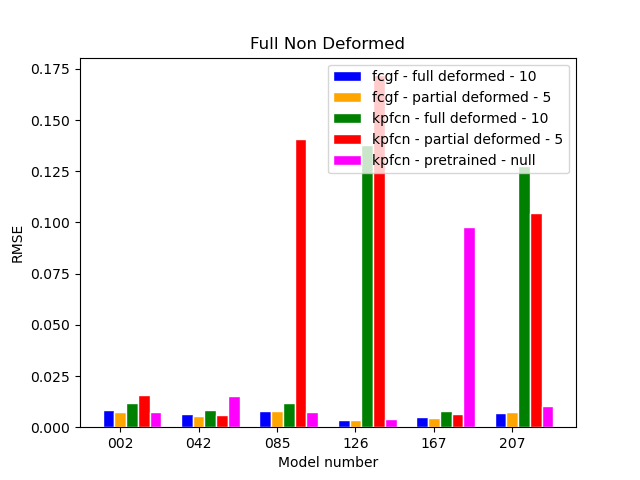 Full Non Deformed
fcgf - full deformed - 10
fcgf - partial deformed - 5
kpfcn - full deformed - 10
kpfcn - partial deformed - 5
kpfcn - pretrained - null
RMSE
0.175
0.150
0.125
0.100
0.075
0.050
0.025
0.000
002 042 085 126 167 207
Model number